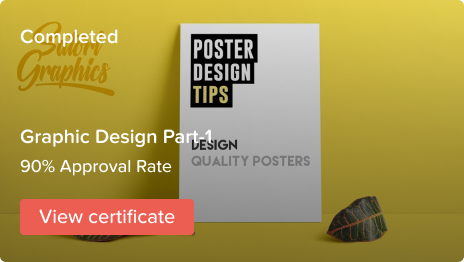 Completed
Smart
Graphics
POSTER
DESIGN
TIPS
Graphic Design Part-1
DESIGN
QUALITY POSTERS
90% Approval Rate
View certificate